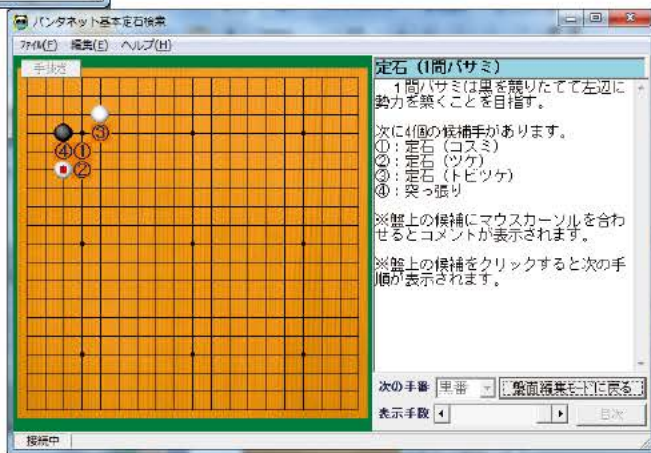 パンダネット基本定石検索
ファイル(F) 編集(E) ヘルプ(H)
手抜き
③
④①
②
定石(1間バサミ)
1間バサミは黒を競りたてて左辺に
勢力を築くことを目指す。
次に4個の候補手があります。
①:定石(コスミ)
②:定石(ツケ)
③:定石(トビツケ)
④:突っ張り
※盤上の候補にマウスカーソルを合わ
せるとコメントが表示されます。
※盤上の候補をクリックすると次の手
順が表示されます。
次の手番 黒番 盤面編集モードに戻る
表示手数 目次
接続中